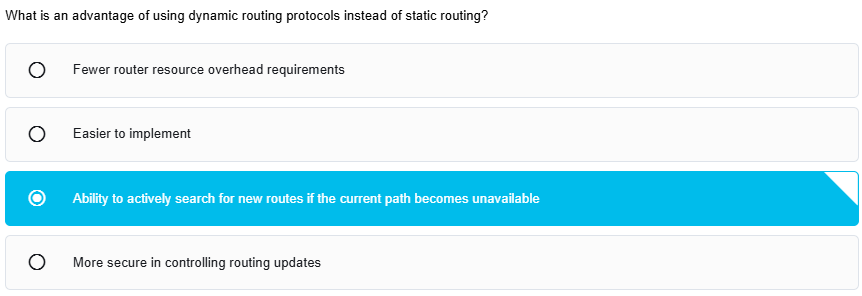 What is an advantage of using dynamic routing protocols instead of static routing?
Fewer router resource overhead requirements
Easier to implement
Ability to actively search for new routes if the current path becomes unavailable
More secure in controlling routing updates